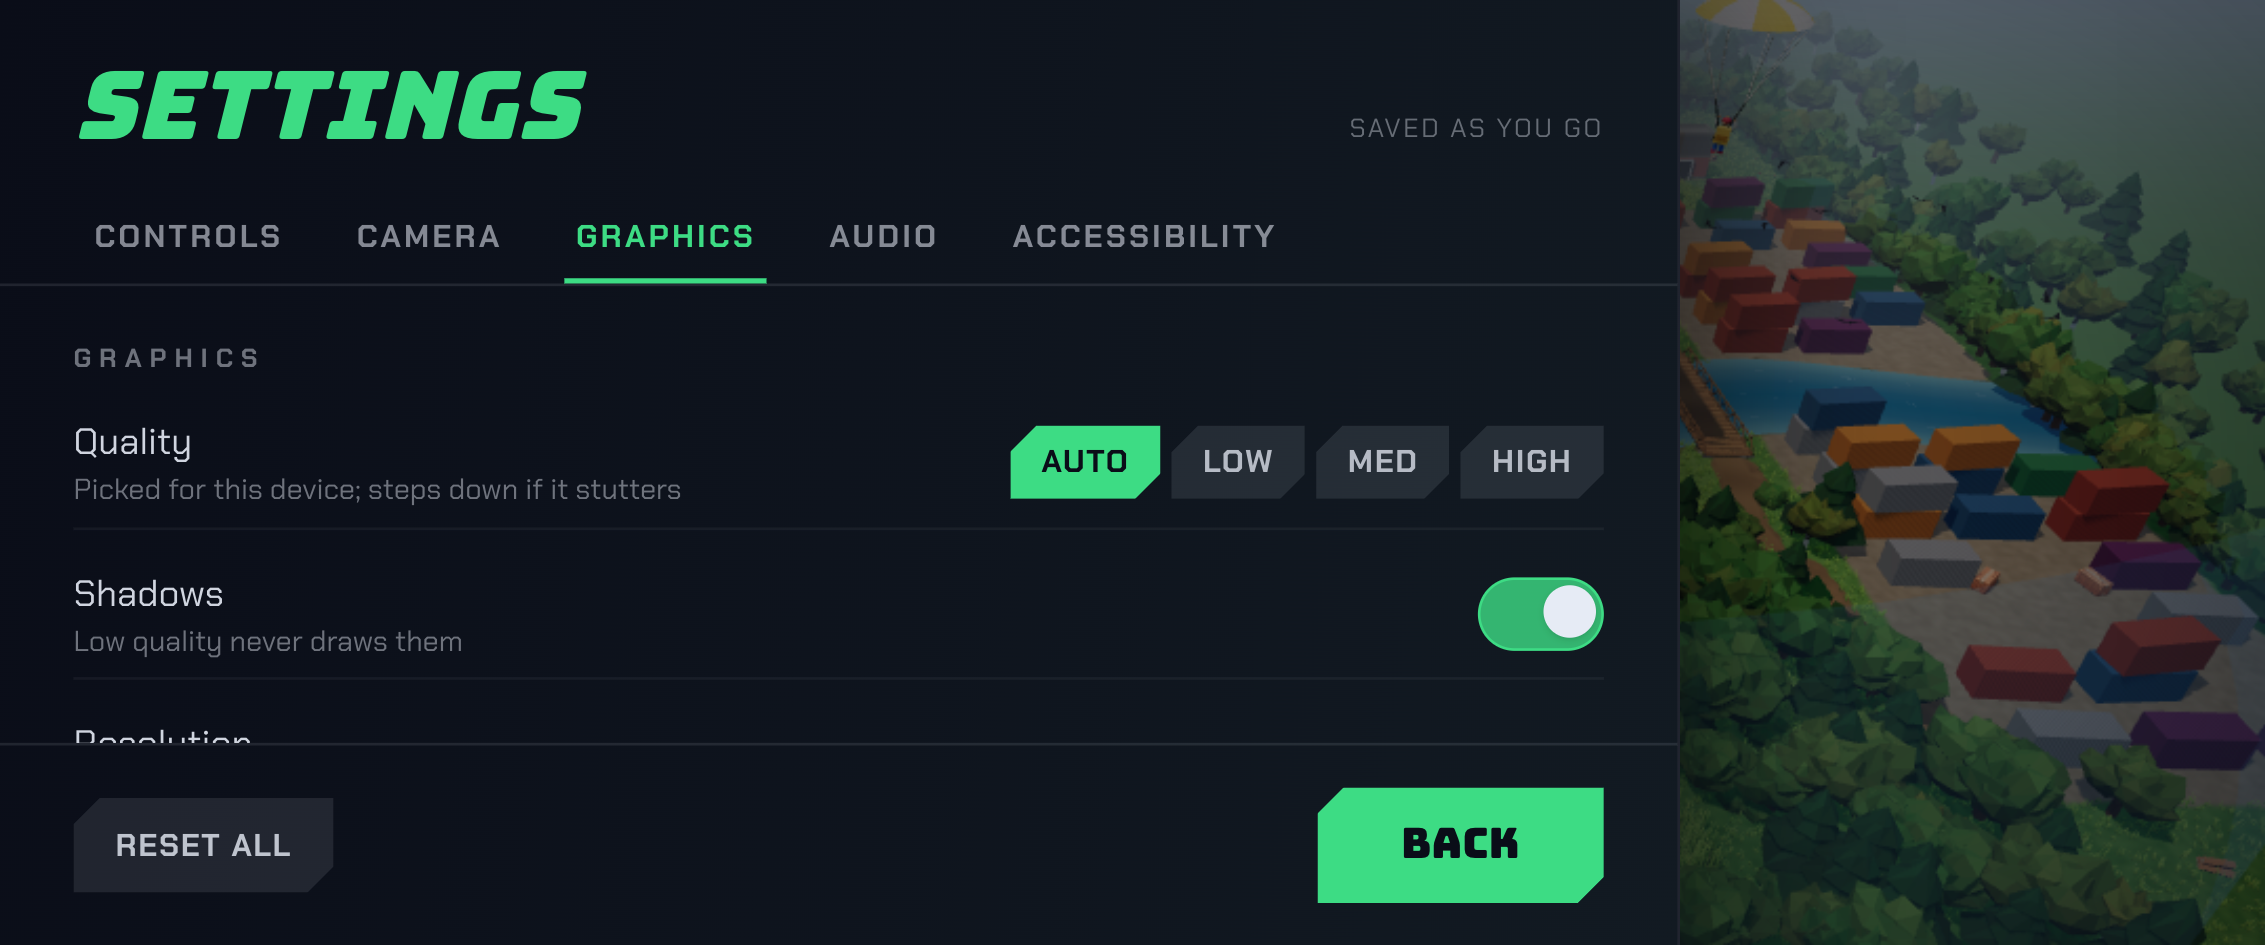 SETTINGS
SAVED AS YOU GO
CONTROLS CAMERA GRAPHICS AUDIO ACCESSIBILITY
GRAPHICS
Quality
AUTO LOW MED HIGH
Picked for this device; steps down if it stutters
Shadows
Low quality never draws them
Resolution
RESET ALL
BACK